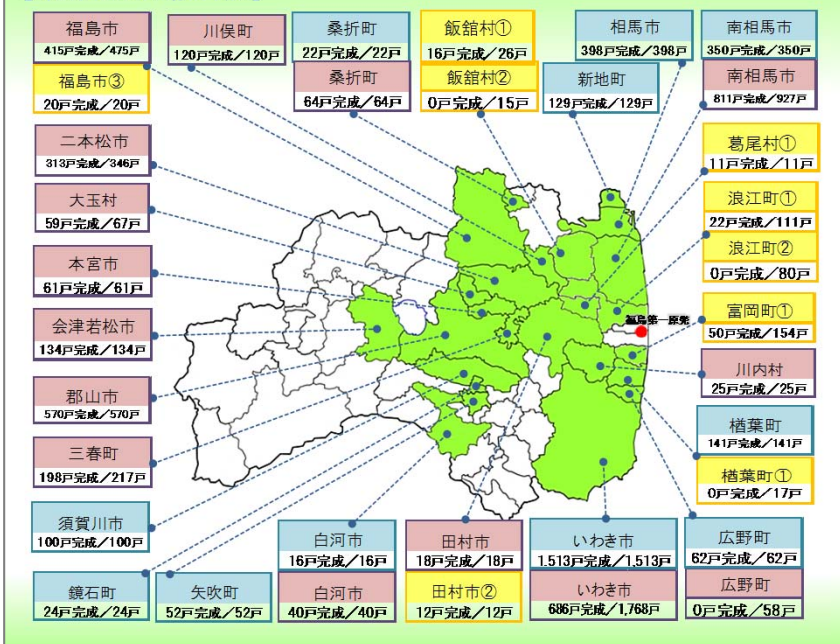 福島市
415戸完成／475戸
福島市③
20戸完成／20戸
川俣町
120戸完成／120戸
桑折町
22戸完成／22戸
桑折町
64戸完成／64戸
飯舘村①
16戸完成／26戸
飯舘村②
0戸完成／15戸
相馬市
398戸完成／398戸
新地町
129戸完成／129戸
南相馬市
350戸完成／350戸
南相馬市
811戸完成／927戸
葛尾村①
11戸完成／11戸
浪江町①
22戸完成／111戸
浪江町②
0戸完成／80戸
富岡町①
50戸完成／154戸
川内村
25戸完成／25戸
楢葉町
141戸完成／141戸
楢葉町①
0戸完成／17戸
二本松市
313戸完成／346戸
大玉村
59戸完成／67戸
本宮市
61戸完成／61戸
会津若松市
134戸完成／134戸
郡山市
570戸完成／570戸
三春町
198戸完成／217戸
須賀川市
100戸完成／100戸
鏡石町
24戸完成／24戸
矢吹町
52戸完成／52戸
白河市
16戸完成／16戸
白河市
40戸完成／40戸
田村市
18戸完成／18戸
田村市②
12戸完成／12戸
いわき市
1,513戸完成／1,513戸
いわき市
686戸完成／1,768戸
広野町
62戸完成／62戸
広野町
0戸完成／58戸
福島第一原発